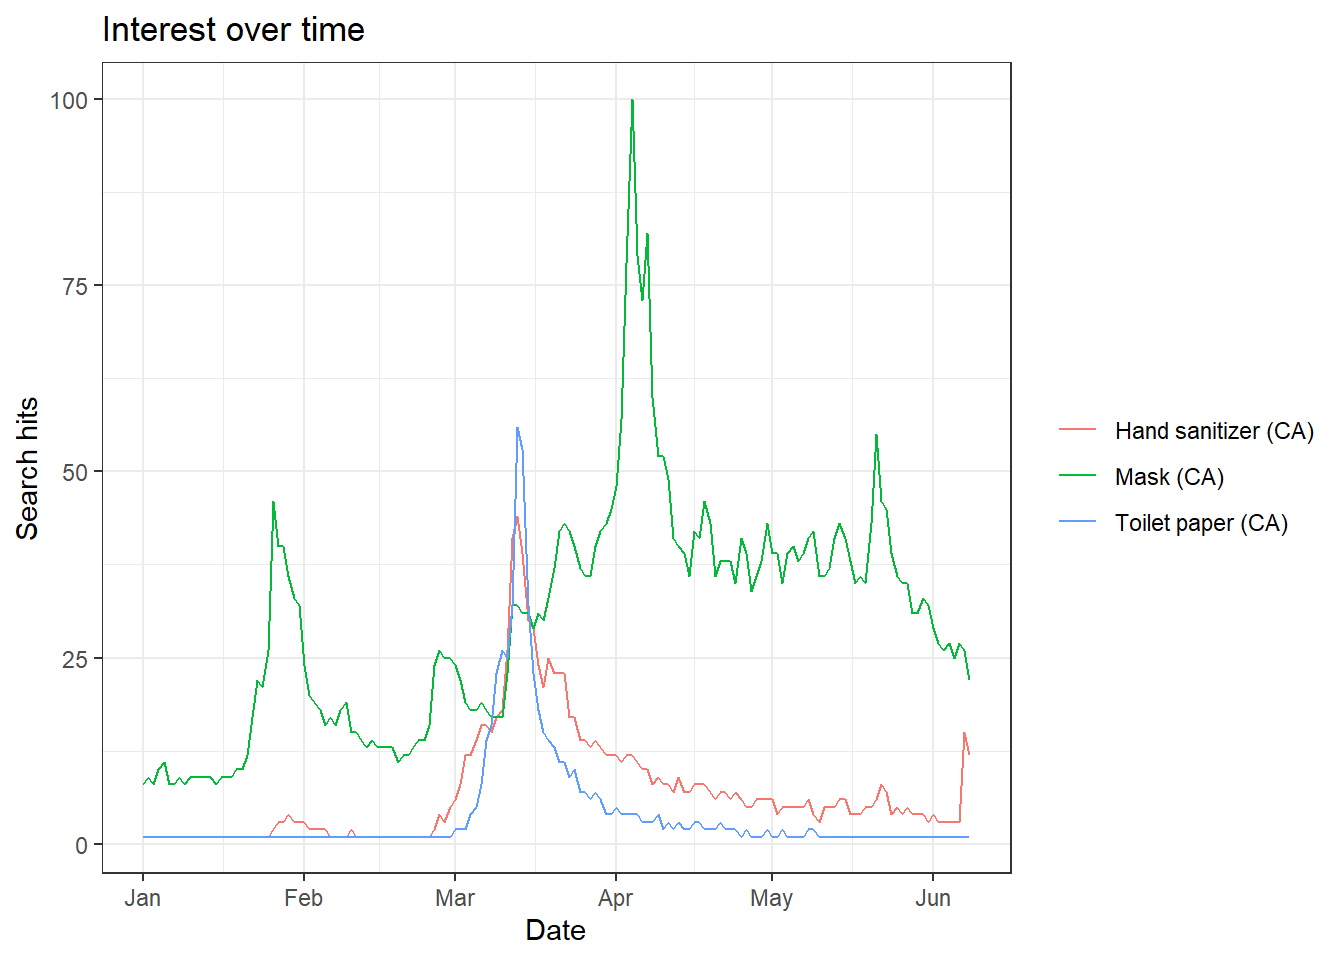 Interest over time
100
75
50
25
0
Search hits
Jan Feb Mar Apr May Jun
Date
Hand sanitizer (CA)
Mask (CA)
Toilet paper (CA)